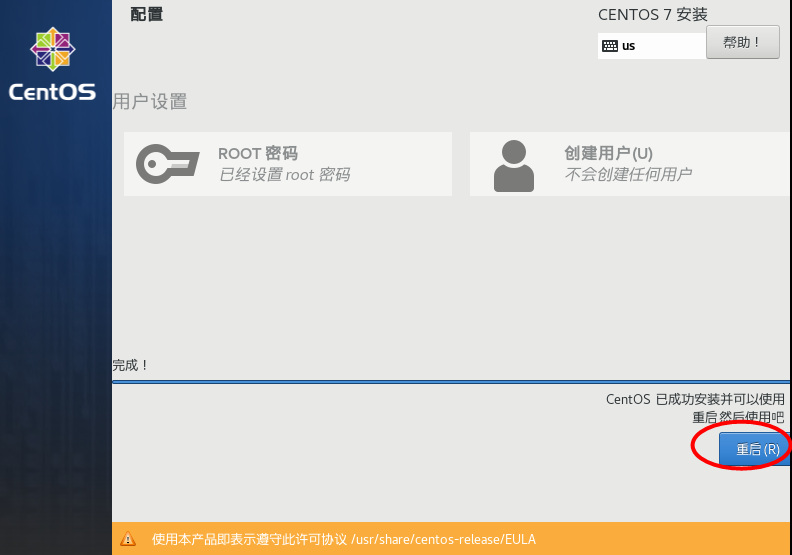 配置
CENTOS 7 安装
us
帮助！
CentOS
用户设置
ROOT 密码
已经设置 root 密码
创建用户(U)
不会创建任何用户
完成！
CentOS 已成功安装并可以使用
重启然后使用吧
重启(R)
使用本产品即表示遵守此许可协议 /usr/share/centos-release/EULA